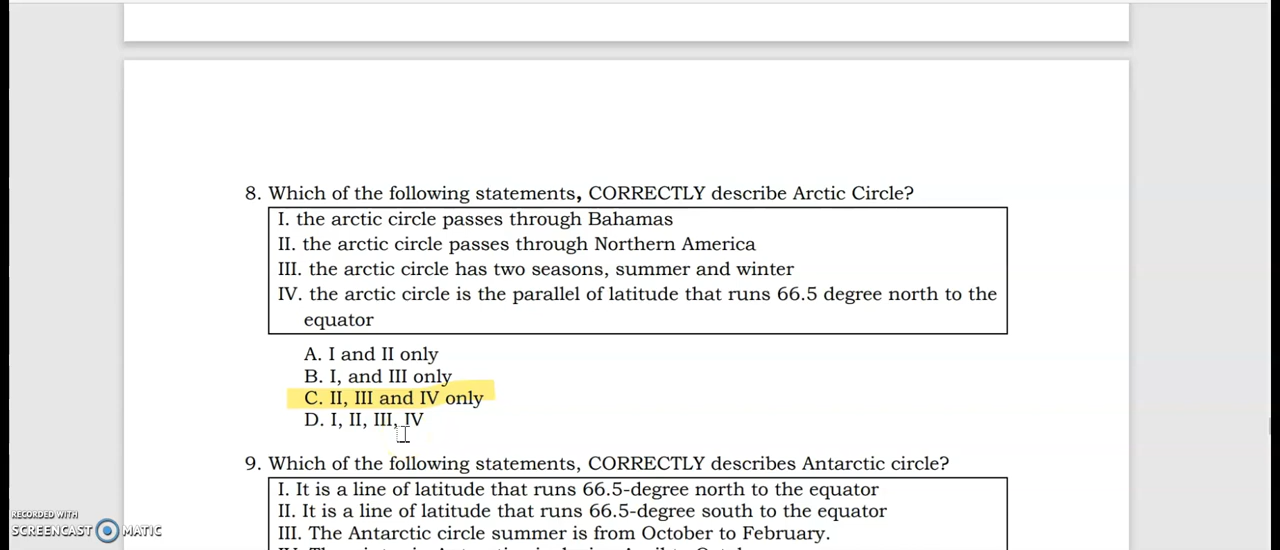 8. Which of the following statements, CORRECTLY describe Arctic Circle?
I. the arctic circle passes through Bahamas
II. the arctic circle passes through Northern America
III. the arctic circle has two seasons, summer and winter
IV. the arctic circle is the parallel of latitude that runs 66.5 degree north to the
equator
A. I and II only
B. I, and III only
C. II, III and IV only
D. I, II, III, IV
9. Which of the following statements, CORRECTLY describes Antarctic circle?
I. It is a line of latitude that runs 66.5-degree north to the equator
II. It is a line of latitude that runs 66.5-degree south to the equator
III. The Antarctic circle summer is from October to February.
RECORDED WITH
SCREENCAST MATIC